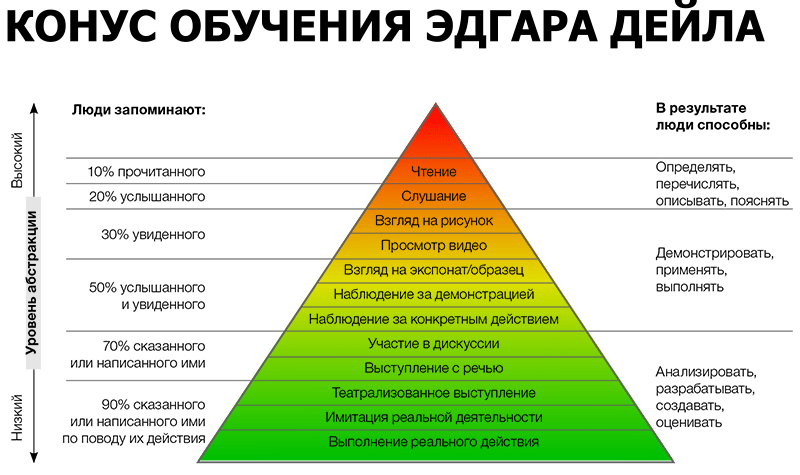 КОНУС ОБУЧЕНИЯ ЭДГАРА ДЕЙЛА
Люди запоминают:
В результате
люди способны:
Высокий
Уровень абстракции
Низкий
10% прочитанного
20% услышанного
30% увиденного
50% услышанного
и увиденного
70% сказанного
или написанного ими
90% сказанного
или написанного ими
по поводу их действия
Чтение
Слушание
Взгляд на рисунок
Просмотр видео
Взгляд на экспонат/образец
Наблюдение за демонстрацией
Наблюдение за конкретным действием
Участие в дискуссии
Выступление с речью
Театрализованное выступление
Имитация реальной деятельности
Выполнение реального действия
Определять,
перечислять,
описывать, пояснять
Демонстрировать,
применять,
выполнять
Анализировать,
разрабатывать,
создавать,
оценивать